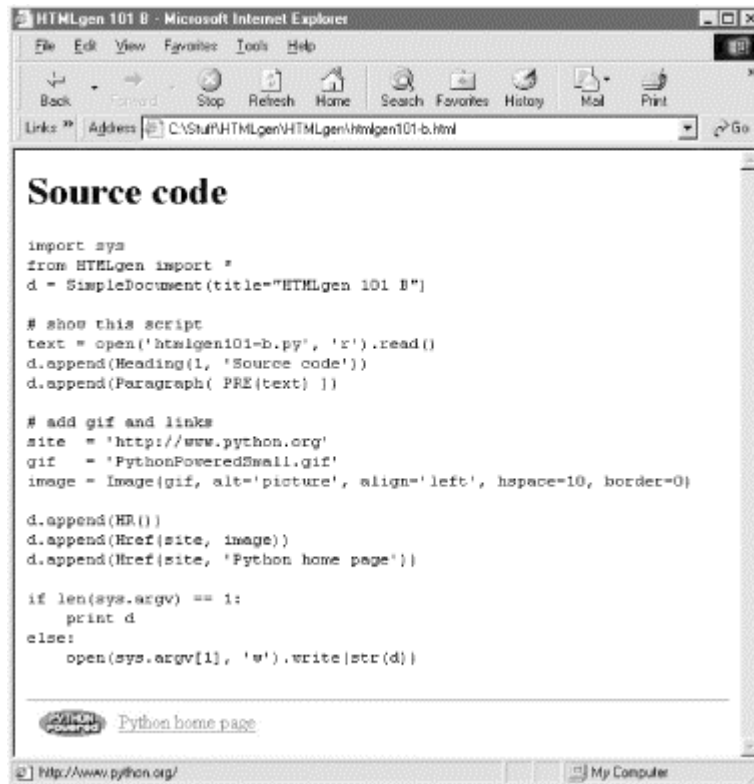 HTMLgen 101 B - Microsoft Internet Explorer
File Edit View Favorites Tools Help
Back Forward Stop Refresh Home Search Favorites History Mail Print
Links » Address C:\Stuff\HTMLgen\HTMLgen\htmlgen101-b.html Go
Source code
import sys
from HTMLgen import *
d = SimpleDocument(title="HTMLgen 101 B")
# show this script
text = open('htmlgen101-b.py', 'r').read()
d.append(Heading(1, 'Source code'))
d.append(Paragraph( PRE(text) ))
# add gif and links
site = 'http://www.python.org'
gif = 'PythonPoweredSmall.gif'
image = Image(gif, alt='picture', align='left', hspace=10, border=0)
d.append(HR())
d.append(Href(site, image))
d.append(Href(site, 'Python home page'))
if len(sys.argv) == 1:
print d
else:
open(sys.argv[1], 'w').write(str(d))
PYTHON POWERED Python home page
http://www.python.org/ My Computer